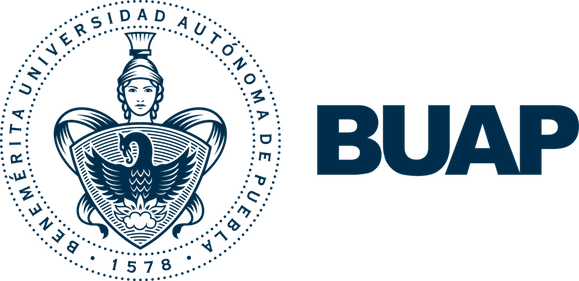 BENEMÉRITA UNIVERSIDAD AUTÓNOMA DE PUEBLA
• 1578 •
BUAP